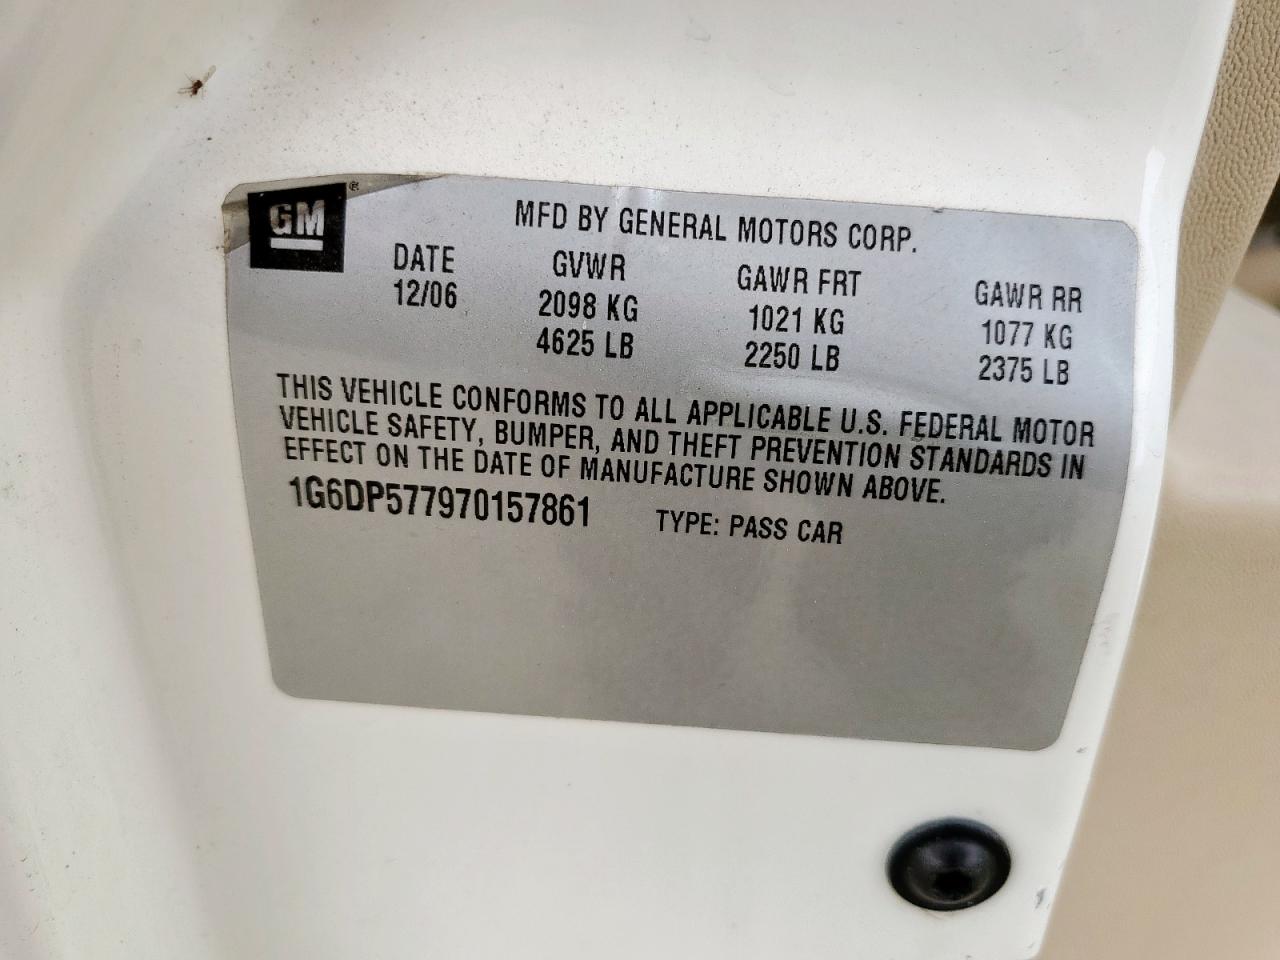 GM®
MFD BY GENERAL MOTORS CORP.
DATE GVWR GAWR FRT GAWR RR
12/06 2098 KG 1021 KG 1077 KG
4625 LB 2250 LB 2375 LB
THIS VEHICLE CONFORMS TO ALL APPLICABLE U.S. FEDERAL MOTOR
VEHICLE SAFETY, BUMPER, AND THEFT PREVENTION STANDARDS IN
EFFECT ON THE DATE OF MANUFACTURE SHOWN ABOVE.
1G6DP577970157861 TYPE: PASS CAR